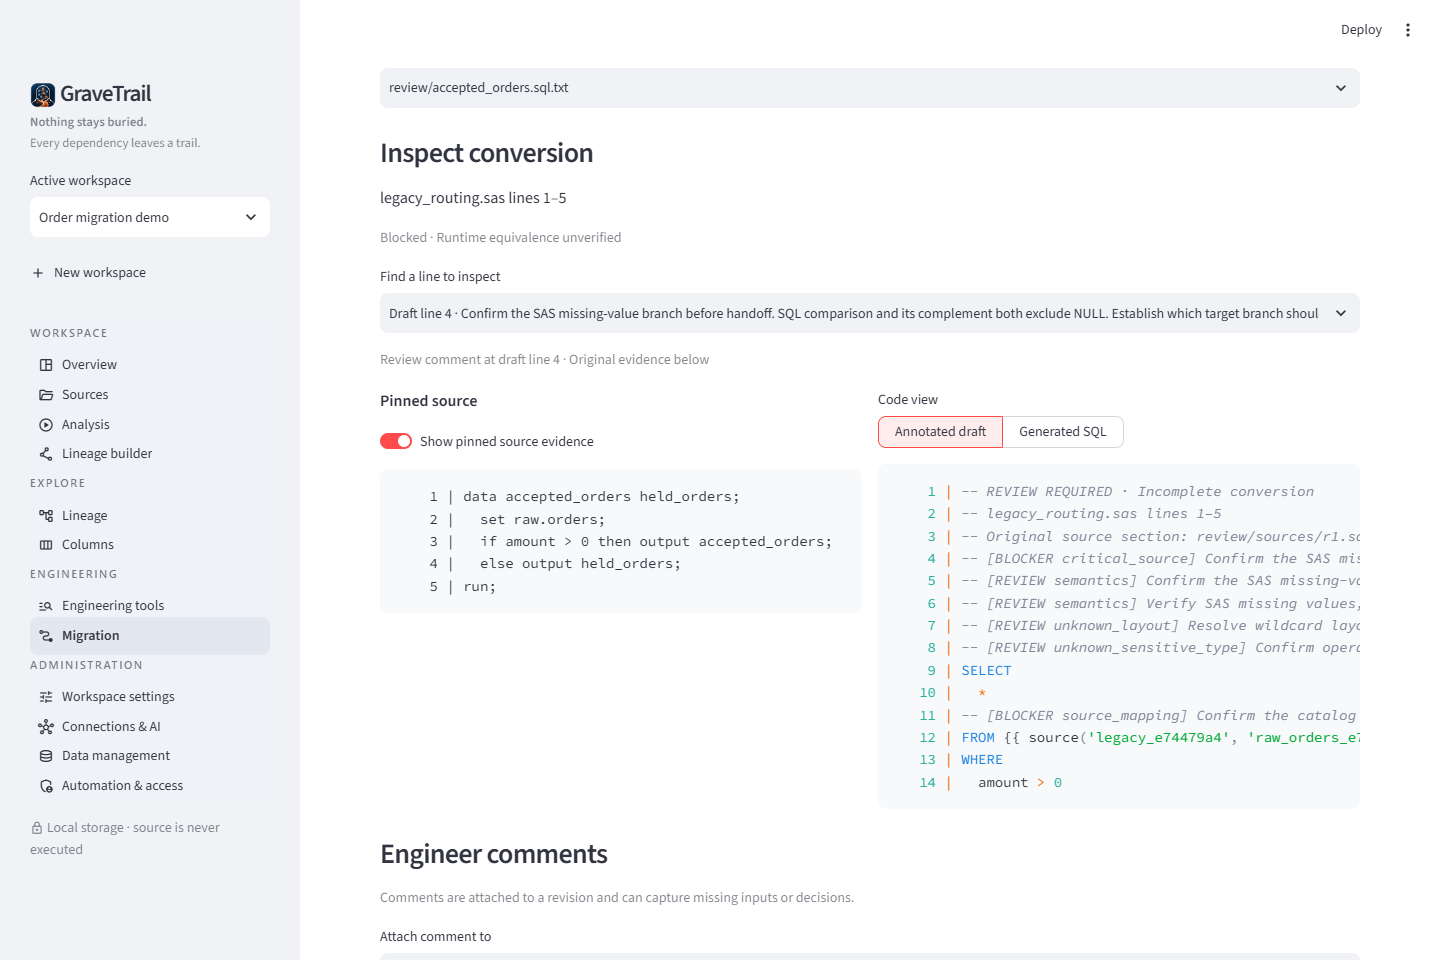 Deploy
GraveTrail
Nothing stays buried.
Every dependency leaves a trail.
Active workspace
Order migration demo
New workspace
WORKSPACE
Overview
Sources
Analysis
Lineage builder
EXPLORE
Lineage
Columns
ENGINEERING
Engineering tools
Migration
ADMINISTRATION
Workspace settings
Connections & AI
Data management
Automation & access
Local storage · source is never
executed
review/accepted_orders.sql.txt
Inspect conversion
legacy_routing.sas lines 1–5
Blocked · Runtime equivalence unverified
Find a line to inspect
Draft line 4 · Confirm the SAS missing-value branch before handoff. SQL comparison and its complement both exclude NULL. Establish which target branch shoul
Review comment at draft line 4 · Original evidence below
Pinned source
Show pinned source evidence
1 | data accepted_orders held_orders;
2 |   set raw.orders;
3 |   if amount > 0 then output accepted_orders;
4 |   else output held_orders;
5 | run;
Code view
Annotated draft
Generated SQL
1 | -- REVIEW REQUIRED · Incomplete conversion
2 | -- legacy_routing.sas lines 1–5
3 | -- Original source section: review/sources/r1.sa
4 | -- [BLOCKER critical_source] Confirm the SAS mis
5 | -- [REVIEW semantics] Confirm the SAS missing-va
6 | -- [REVIEW semantics] Verify SAS missing values,
7 | -- [REVIEW unknown_layout] Resolve wildcard layo
8 | -- [REVIEW unknown_sensitive_type] Confirm opera
9 | SELECT
10 |   *
11 | -- [BLOCKER source_mapping] Confirm the catalog
12 | FROM {{ source('legacy_e74479a4', 'raw_orders_e7
13 | WHERE
14 |   amount > 0
Engineer comments
Comments are attached to a revision and can capture missing inputs or decisions.
Attach comment to